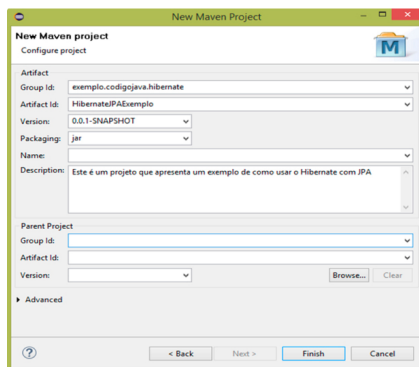 New Maven Project
New Maven project
Configure project
M
Artifact
Group Id: exemplo.codigojava.hibernate
Artifact Id: HibernateJPAExemplo
Version: 0.0.1-SNAPSHOT
Packaging: jar
Name:
Description: Este é um projeto que apresenta um exemplo de como usar o Hibernate com JPA
Parent Project
Group Id:
Artifact Id:
Version: Browse... Clear
Advanced
? < Back Next > Finish Cancel